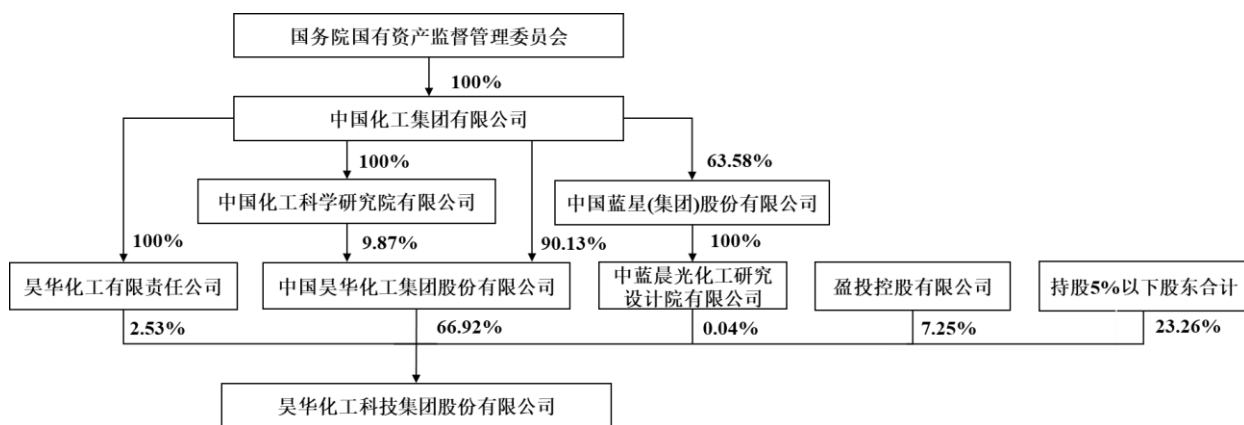 国务院国有资产监督管理委员会
100%
中国化工集团有限公司
100%
63.58%
中国化工科学研究院有限公司
中国蓝星(集团)股份有限公司
100%
9.87%
90.13%
100%
昊华化工有限责任公司
中国昊华化工集团股份有限公司
中蓝晨光化工研究
设计院有限公司
盈投控股有限公司
持股5%以下股东合计
2.53%
66.92%
0.04%
7.25%
23.26%
昊华化工科技集团股份有限公司